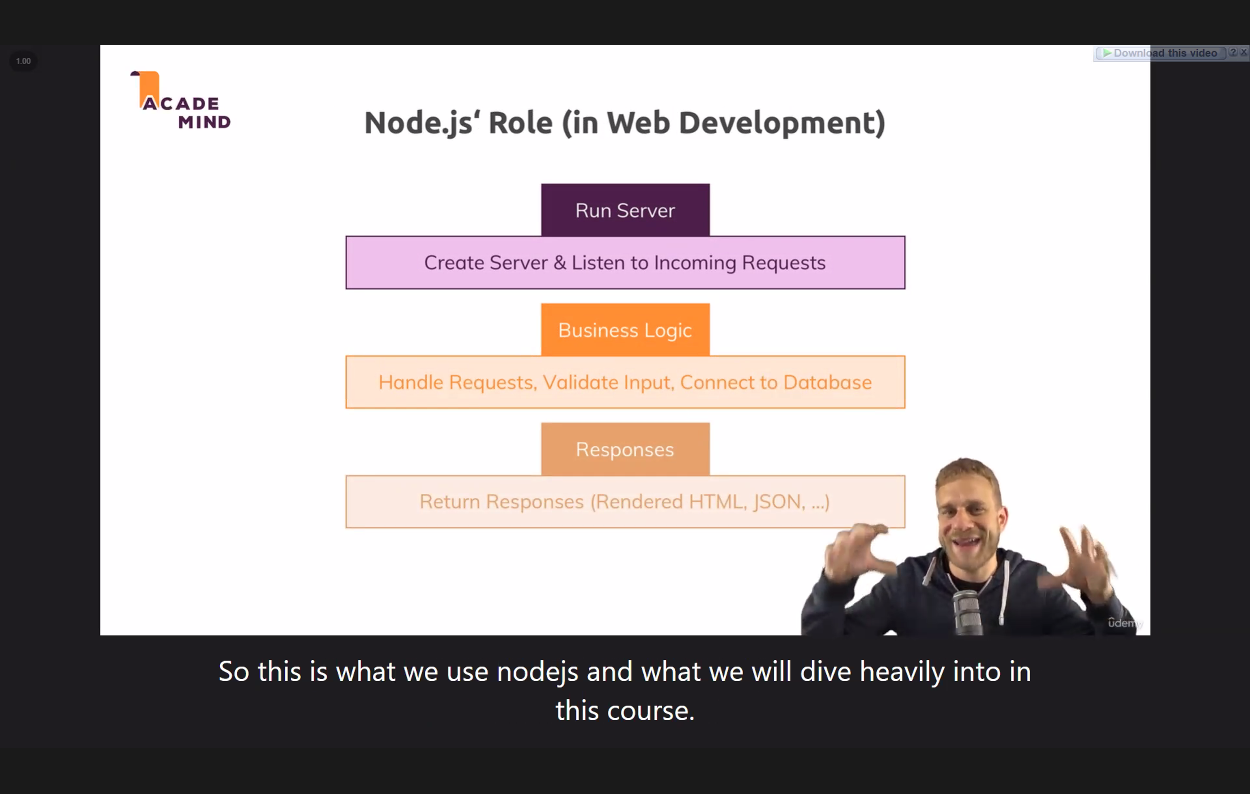 1.00
Download this video ? x
ACADE
MIND
Node.js‘ Role (in Web Development)
Run Server
Create Server & Listen to Incoming Requests
Business Logic
Handle Requests, Validate Input, Connect to Database
Responses
Return Responses (Rendered HTML, JSON, ...)
ûdemy
So this is what we use nodejs and what we will dive heavily into in
this course.